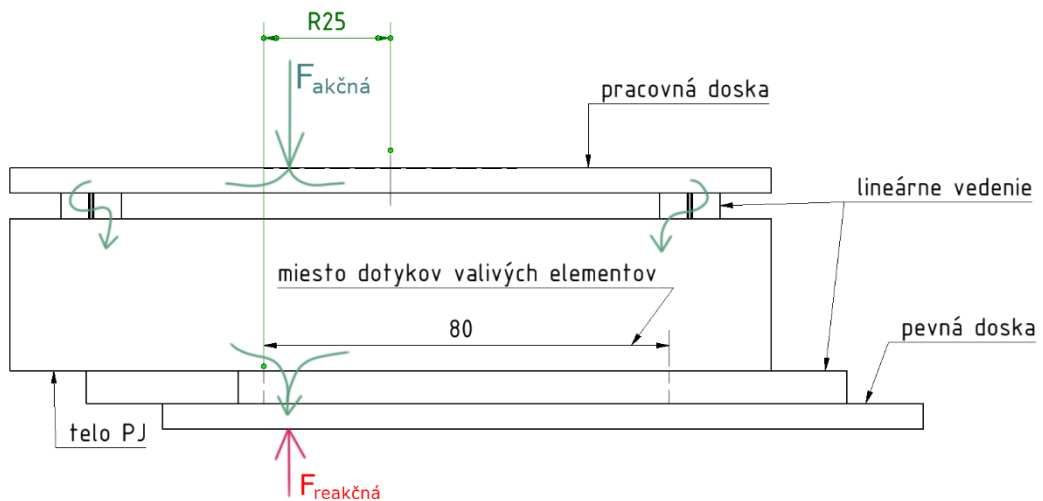 R25
Fakčná
pracovná doska
lineárne vedenie
miesto dotykov valivých elementov
80
pevná doska
telo PJ
Freakčná